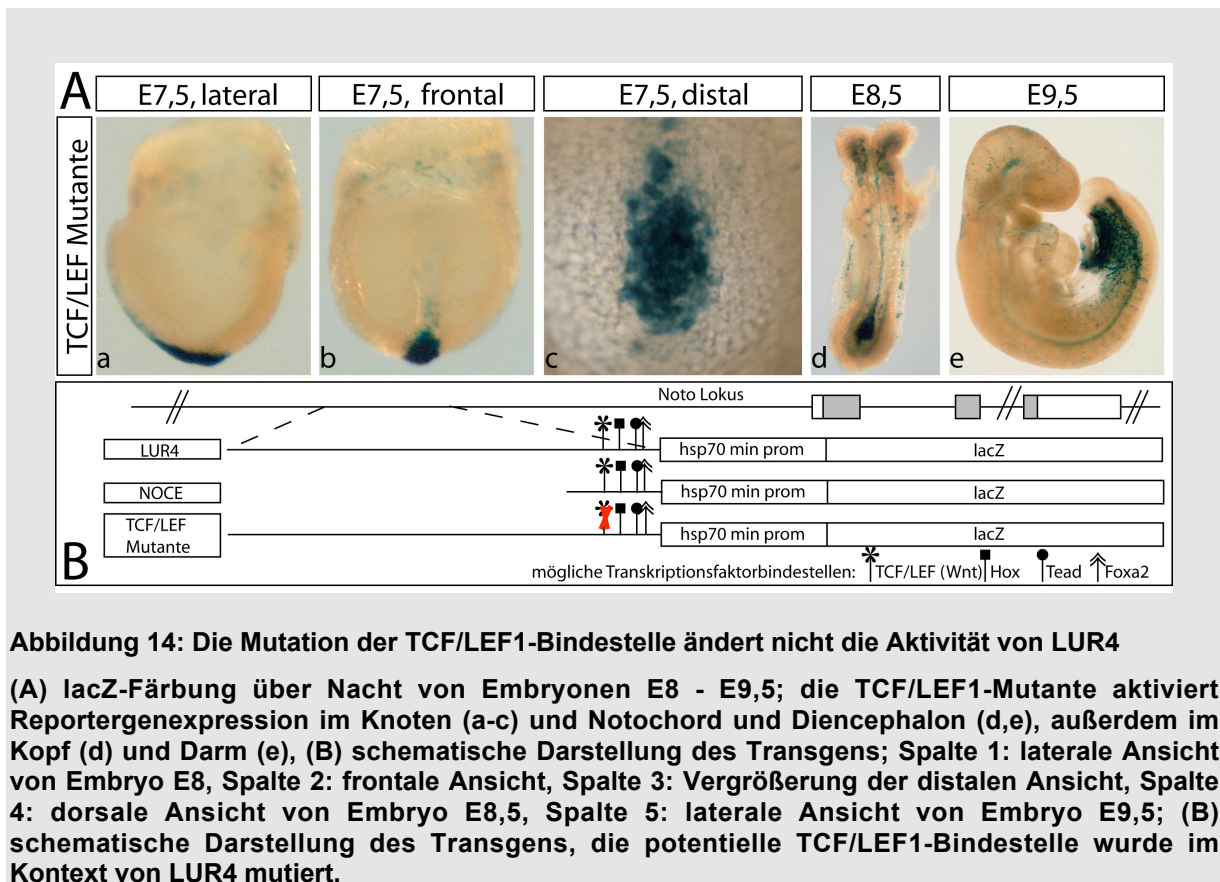 A
E7,5, lateral
E7,5, frontal
E7,5, distal
E8,5
E9,5
TCF/LEF Mutante
a
b
c
d
e
Noto Lokus
LUR4
hsp70 min prom
lacZ
NOCE
hsp70 min prom
lacZ
TCF/LEF
Mutante
hsp70 min prom
lacZ
B
mögliche Transkriptionsfaktorbindestellen: TCF/LEF (Wnt) Hox Tead Foxa2
Abbildung 14: Die Mutation der TCF/LEF1-Bindestelle ändert nicht die Aktivität von LUR4
(A) lacZ-Färbung über Nacht von Embryonen E8 - E9,5; die TCF/LEF1-Mutante aktiviert
Reportergenexpression im Knoten (a-c) und Notochord und Diencephalon (d,e), außerdem im
Kopf (d) und Darm (e), (B) schematische Darstellung des Transgens; Spalte 1: laterale Ansicht
von Embryo E8, Spalte 2: frontale Ansicht, Spalte 3: Vergrößerung der distalen Ansicht, Spalte
4: dorsale Ansicht von Embryo E8,5, Spalte 5: laterale Ansicht von Embryo E9,5; (B)
schematische Darstellung des Transgens, die potentielle TCF/LEF1-Bindestelle wurde im
Kontext von LUR4 mutiert.